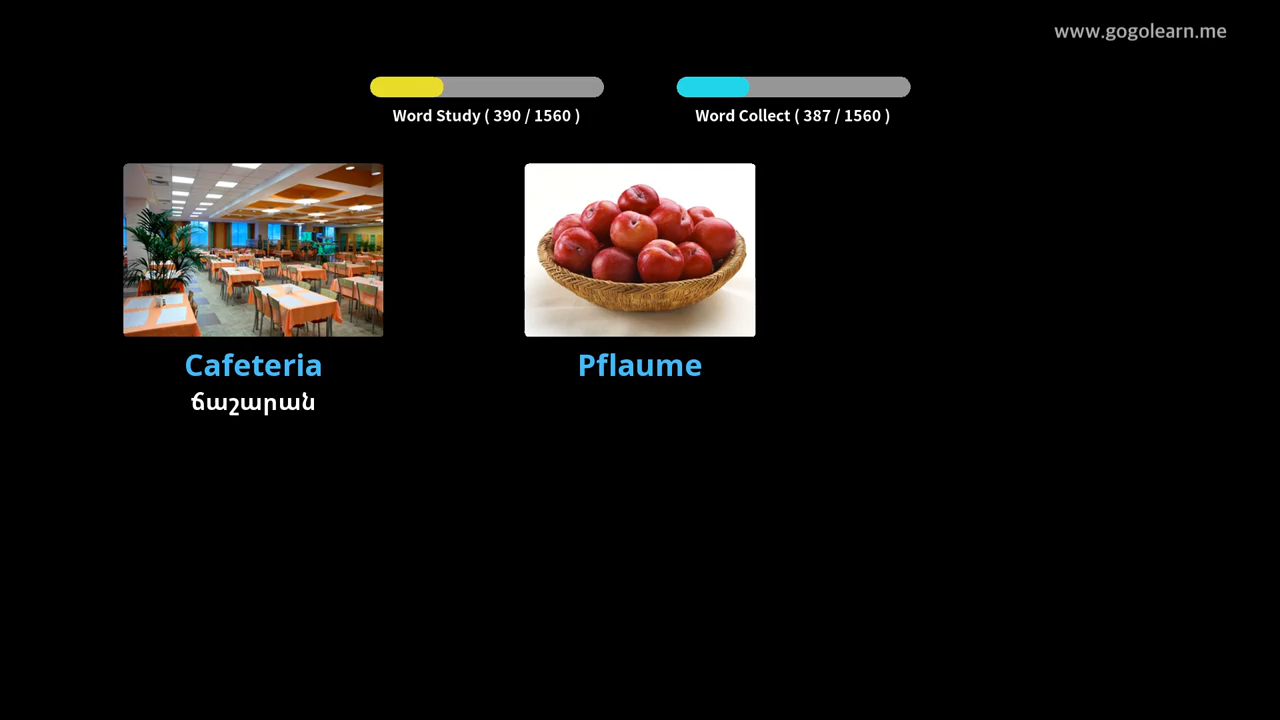 www.gogolearn.me
Word Study ( 390 / 1560 )
Word Collect ( 387 / 1560 )
Cafeteria
ճաշարան
Pflaume